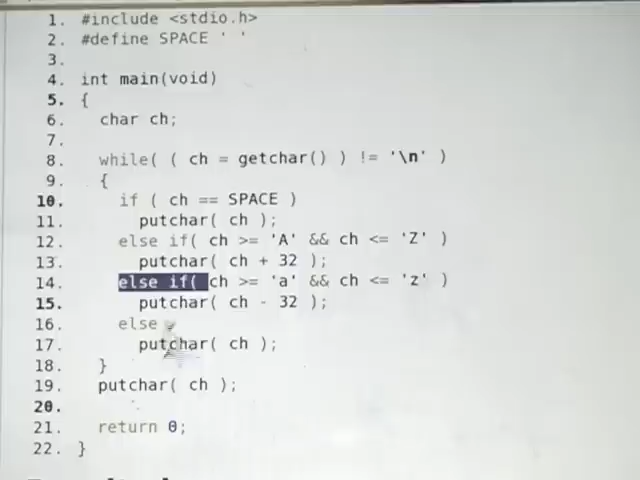 1. #include <stdio.h>
2. #define SPACE ' '
3.
4. int main(void)
5. {
6. char ch;
7.
8. while( ( ch = getchar() ) != '\n' )
9. {
10. if ( ch == SPACE )
11. putchar( ch );
12. else if( ch >= 'A' && ch <= 'Z' )
13. putchar( ch + 32 );
14. else if( ch >= 'a' && ch <= 'z' )
15. putchar( ch - 32 );
16. else
17. putchar( ch );
18. }
19. putchar( ch );
20.
21. return 0;
22. }